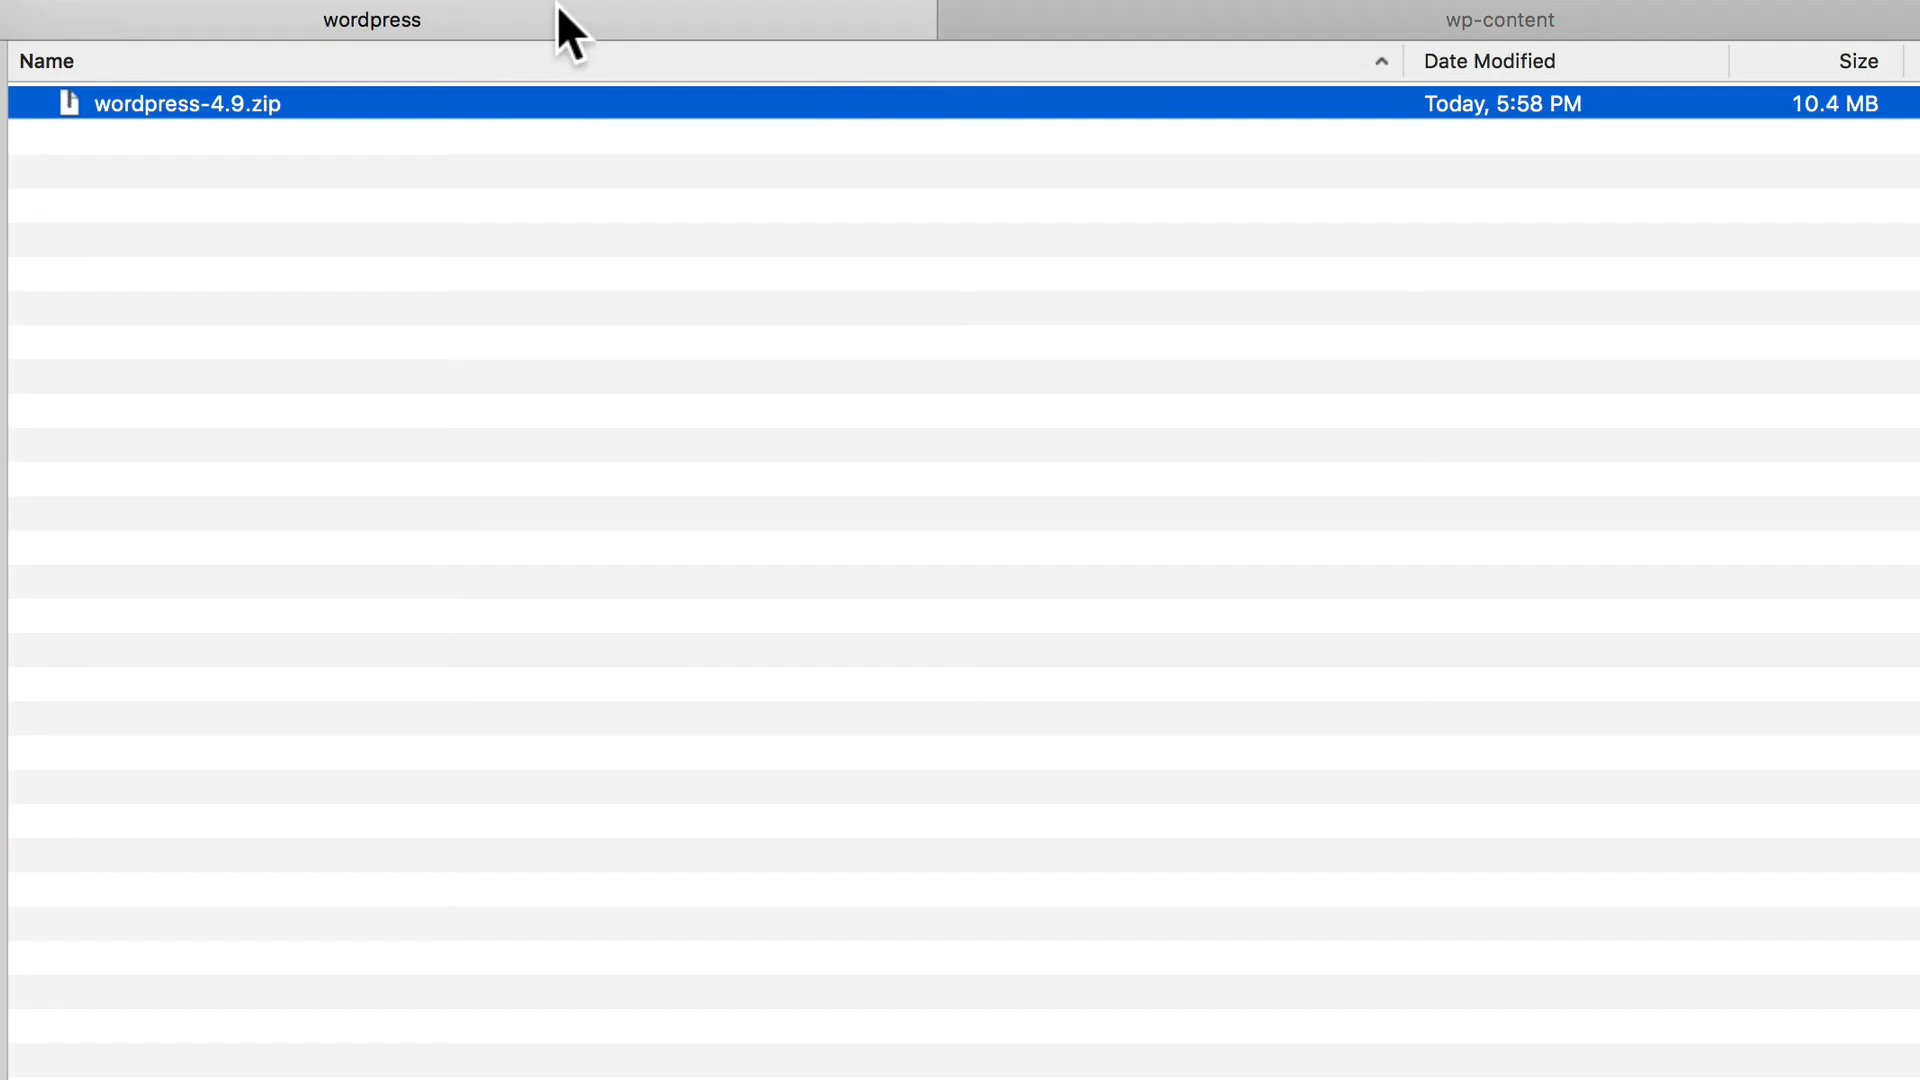 wordpress
wp-content
Name
Date Modified
Size
wordpress-4.9.zip
Today, 5:58 PM
10.4 MB